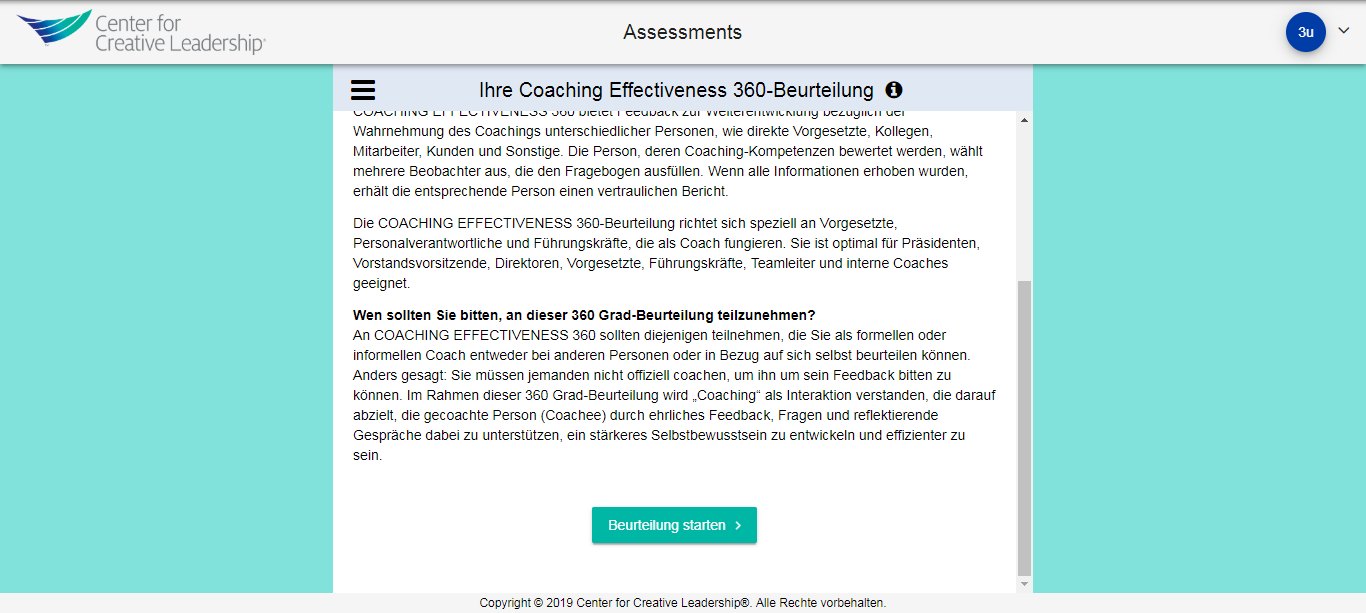 Center for
Creative Leadership®
Assessments
3u
Ihre Coaching Effectiveness 360-Beurteilung
COACHING EFFECTIVENESS 360 bietet Feedback zur Weiterentwicklung bezüglich der
Wahrnehmung des Coachings unterschiedlicher Personen, wie direkte Vorgesetzte, Kollegen,
Mitarbeiter, Kunden und Sonstige. Die Person, deren Coaching-Kompetenzen bewertet werden, wählt
mehrere Beobachter aus, die den Fragebogen ausfüllen. Wenn alle Informationen erhoben wurden,
erhält die entsprechende Person einen vertraulichen Bericht.
Die COACHING EFFECTIVENESS 360-Beurteilung richtet sich speziell an Vorgesetzte,
Personalverantwortliche und Führungskräfte, die als Coach fungieren. Sie ist optimal für Präsidenten,
Vorstandsvorsitzende, Direktoren, Vorgesetzte, Führungskräfte, Teamleiter und interne Coaches
geeignet.
Wen sollten Sie bitten, an dieser 360 Grad-Beurteilung teilzunehmen?
An COACHING EFFECTIVENESS 360 sollten diejenigen teilnehmen, die Sie als formellen oder
informellen Coach entweder bei anderen Personen oder in Bezug auf sich selbst beurteilen können.
Anders gesagt: Sie müssen jemanden nicht offiziell coachen, um ihn um sein Feedback bitten zu
können. Im Rahmen dieser 360 Grad-Beurteilung wird „Coaching“ als Interaktion verstanden, die darauf
abzielt, die gecoachte Person (Coachee) durch ehrliches Feedback, Fragen und reflektierende
Gespräche dabei zu unterstützen, ein stärkeres Selbstbewusstsein zu entwickeln und effizienter zu
sein.
Beurteilung starten
Copyright © 2019 Center for Creative Leadership®. Alle Rechte vorbehalten.